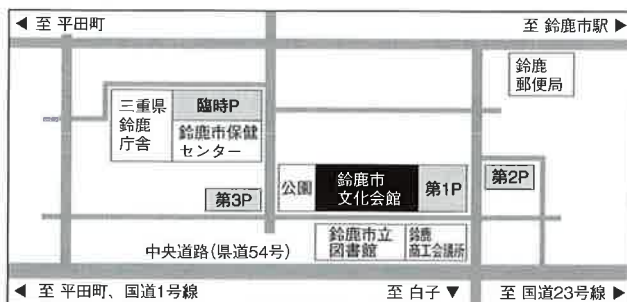 ◀ 至 平田町
至 鈴鹿市駅 ▶
鈴鹿
郵便局
三重県
鈴鹿
庁舎
臨時P
鈴鹿市保健
センター
公園
鈴鹿市
文化会館
第1P
第2P
第3P
中央道路(県道54号)
鈴鹿市立
図書館
鈴鹿
商工会議所
◀ 至 平田町、国道1号線
至 白子 ▼
至 国道23号線 ▶